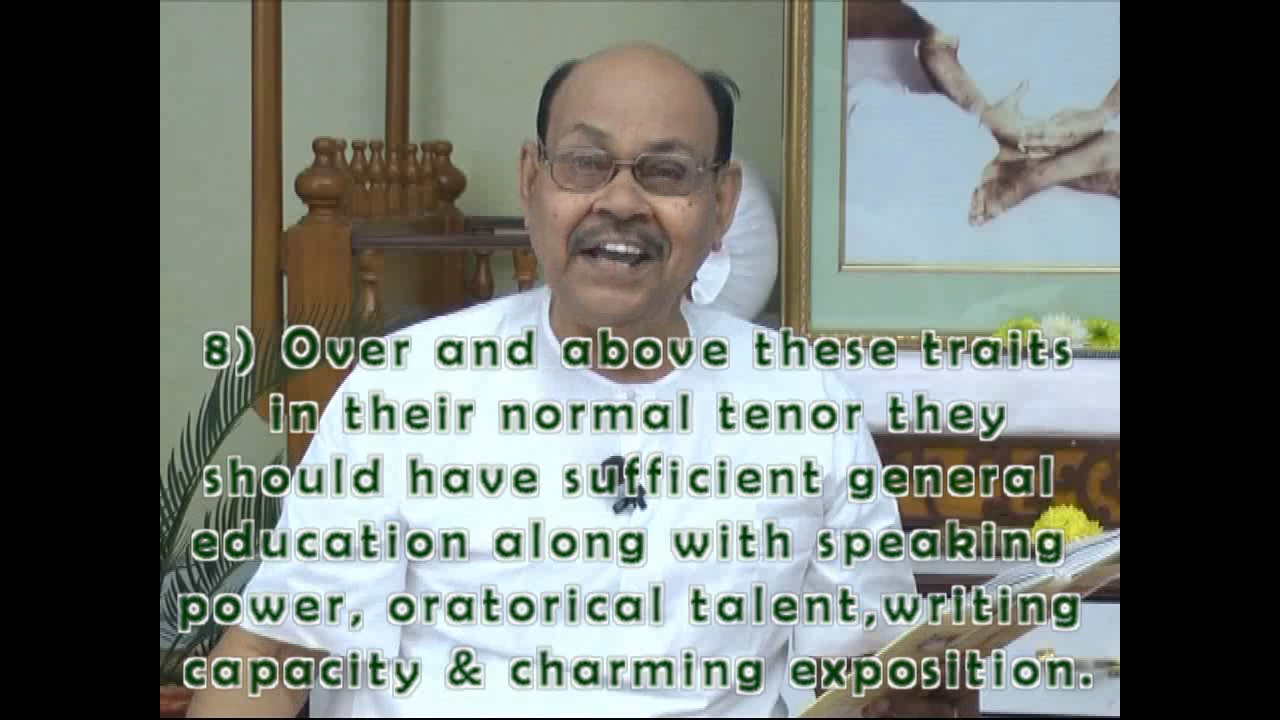 8) Over and above these traits
in their normal tenor they
should have sufficient general
education along with speaking
power, oratorical talent,writing
capacity & charming exposition.